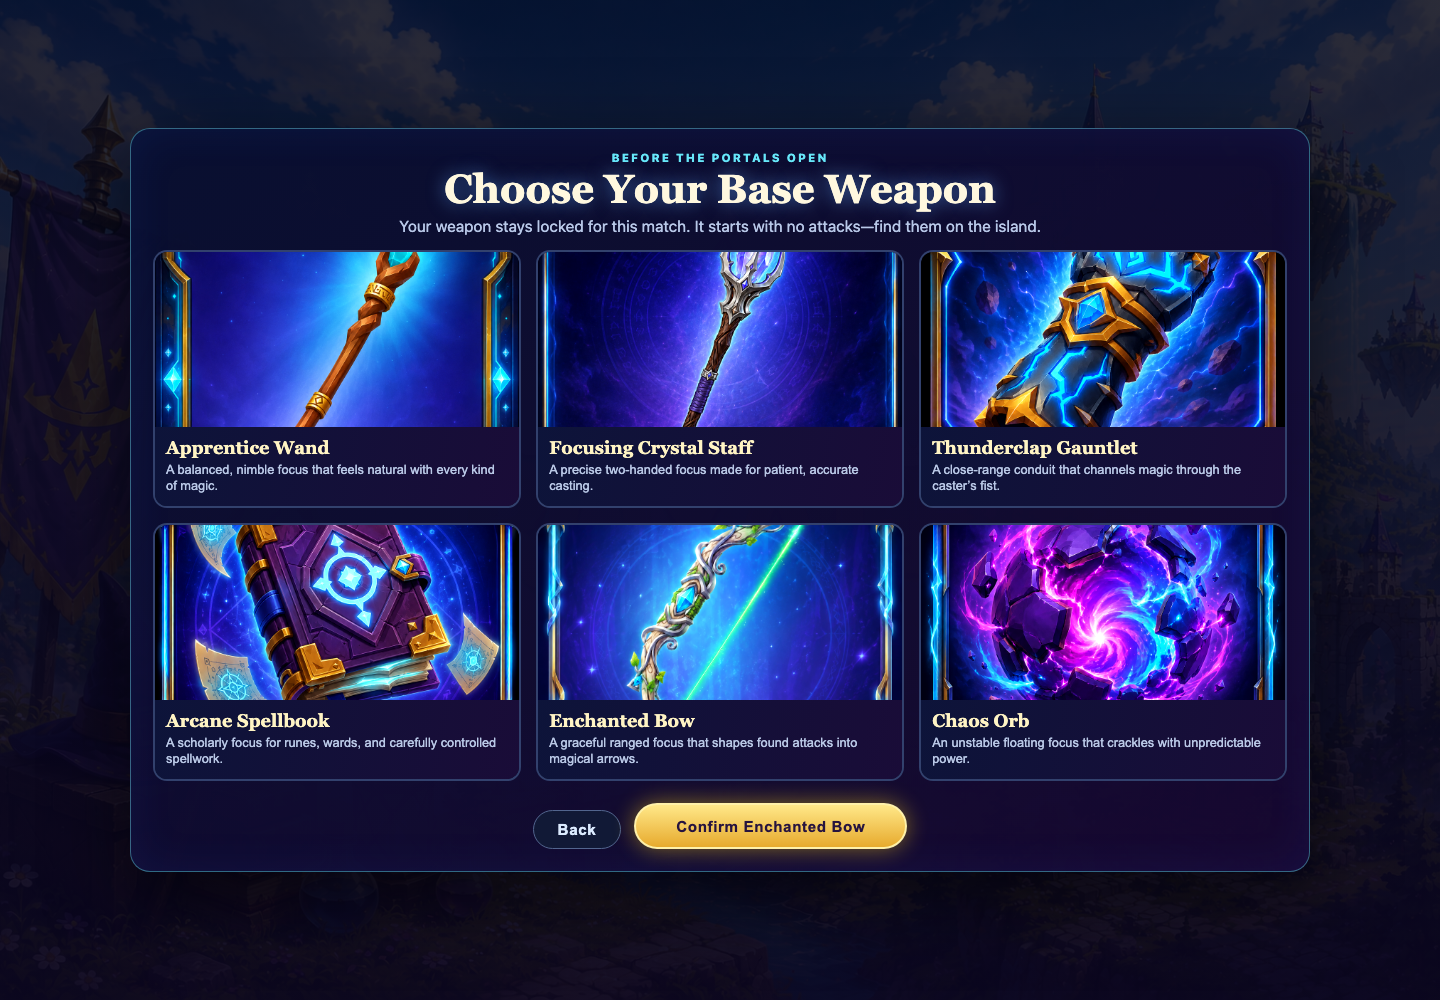 BEFORE THE PORTALS OPEN
Choose Your Base Weapon
Your weapon stays locked for this match. It starts with no attacks—find them on the island.
Apprentice Wand
A balanced, nimble focus that feels natural with every kind
of magic.
Focusing Crystal Staff
A precise two-handed focus made for patient, accurate
casting.
Thunderclap Gauntlet
A close-range conduit that channels magic through the
caster's fist.
Arcane Spellbook
A scholarly focus for runes, wards, and carefully controlled
spellwork.
Enchanted Bow
A graceful ranged focus that shapes found attacks into
magical arrows.
Chaos Orb
An unstable floating focus that crackles with unpredictable
power.
Back
Confirm Enchanted Bow